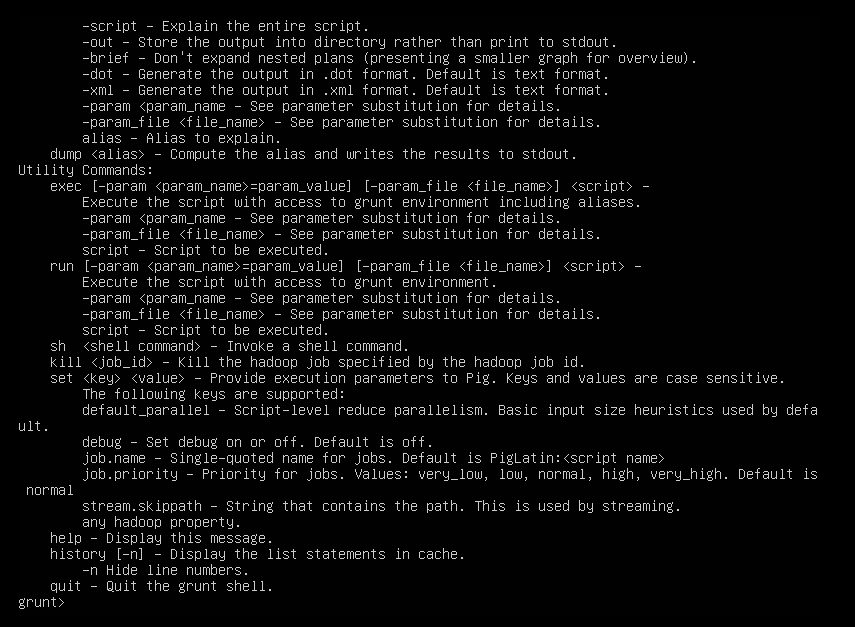 -script - Explain the entire script.
-out - Store the output into directory rather than print to stdout.
-brief - Don't expand nested plans (presenting a smaller graph for overview).
-dot - Generate the output in .dot format. Default is text format.
-xml - Generate the output in .xml format. Default is text format.
-param <param_name - See parameter substitution for details.
-param_file <file_name> - See parameter substitution for details.
alias - Alias to explain.
dump <alias> - Compute the alias and writes the results to stdout.
Utility Commands:
exec [-param <param_name>=param_value] [-param_file <file_name>] <script> -
Execute the script with access to grunt environment including aliases.
-param <param_name - See parameter substitution for details.
-param_file <file_name> - See parameter substitution for details.
script - Script to be executed.
run [-param <param_name>=param_value] [-param_file <file_name>] <script> -
Execute the script with access to grunt environment.
-param <param_name - See parameter substitution for details.
-param_file <file_name> - See parameter substitution for details.
script - Script to be executed.
sh  <shell command> - Invoke a shell command.
kill <job_id> - Kill the hadoop job specified by the hadoop job id.
set <key> <value> - Provide execution parameters to Pig. Keys and values are case sensitive.
The following keys are supported:
default_parallel - Script-level reduce parallelism. Basic input size heuristics used by defa
ult.
debug - Set debug on or off. Default is off.
job.name - Single-quoted name for jobs. Default is PigLatin:<script name>
job.priority - Priority for jobs. Values: very_low, low, normal, high, very_high. Default is
normal
stream.skippath - String that contains the path. This is used by streaming.
any hadoop property.
help - Display this message.
history [-n] - Display the list statements in cache.
-n Hide line numbers.
quit - Quit the grunt shell.
grunt>